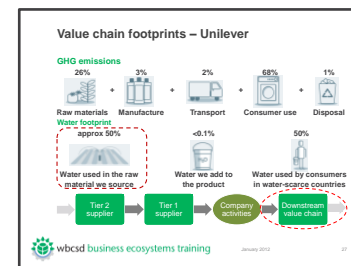 Value chain footprints – Unilever
GHG emissions
26% 3% 2% 68% 1%
+ + + +
Raw materials Manufacture Transport Consumer use Disposal
Water footprint
approx 50% <0.1% 50%
Water used in the raw material we source
Water we add to the product
Water used by consumers in water-scarce countries
Tier 2 supplier
Tier 1 supplier
Company activities
Downstream value chain
wbcsd business ecosystems training January 2013 27